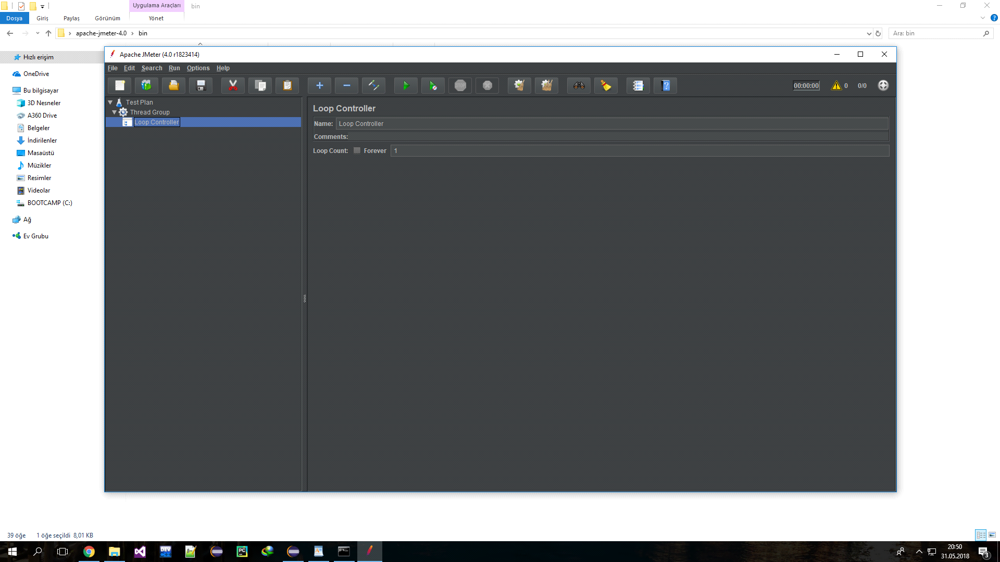 Uygulama Araçları
bin
Dosya
Giriş
Paylaş
Görünüm
Yönet
apache-jmeter-4.0
bin
Ara: bin
Hızlı erişim
OneDrive
Bu bilgisayar
3D Nesneler
A360 Drive
Belgeler
İndirilenler
Masaüstü
Müzikler
Resimler
Videolar
BOOTCAMP (C:)
Ağ
Ev Grubu
Apache JMeter (4.0 r1823414)
File Edit Search Run Options Help
STOP
00:00:00
0
0/0
Test Plan
Thread Group
Loop Controller
Loop Controller
Name: Loop Controller
Comments:
Loop Count: Forever 1
39 öğe 1 öğe seçildi 8,01 KB
DEV
PC
20:50
31.05.2018
3